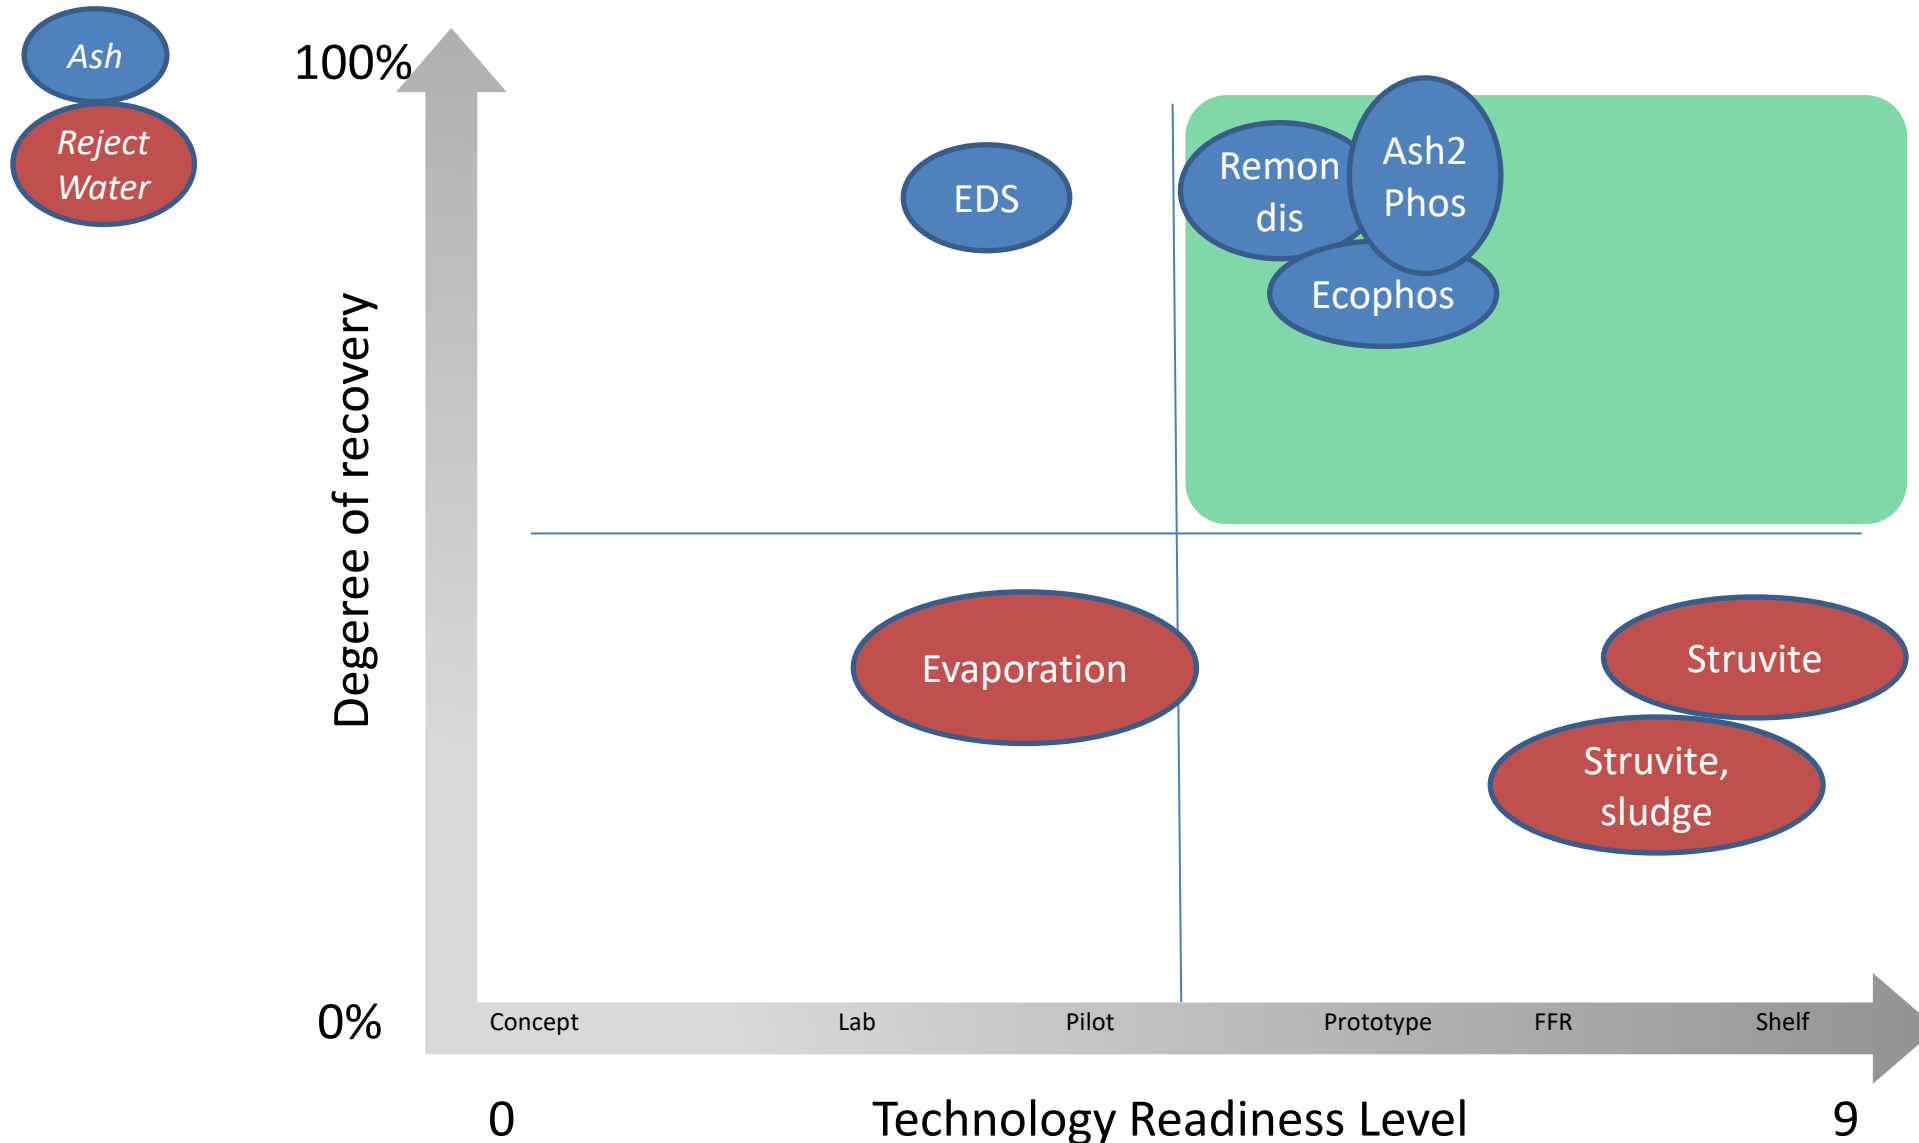 Ash
Reject
Water
100%
Degeree of recovery
0%
EDS
Remon
dis
Ash2
Phos
Ecophos
Evaporation
Struvite
Struvite,
sludge
Concept
Lab
Pilot
Prototype
FFR
Shelf
0
Technology Readiness Level
9